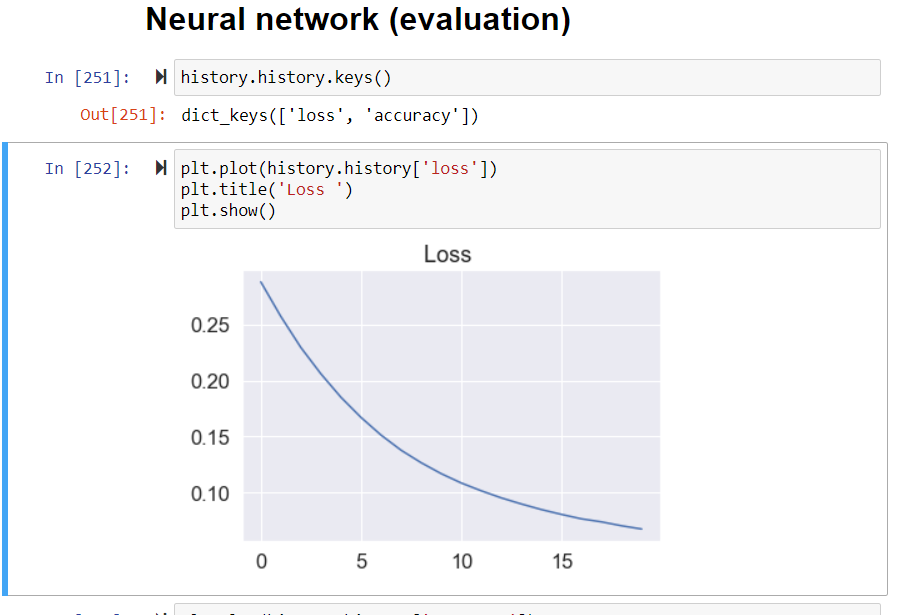 Neural network (evaluation)
In [251]:
history.history.keys()
Out[251]:
dict_keys(['loss', 'accuracy'])
In [252]:
plt.plot(history.history['loss'])
plt.title('Loss ')
plt.show()
Loss
0.25
0.20
0.15
0.10
0 5 10 15